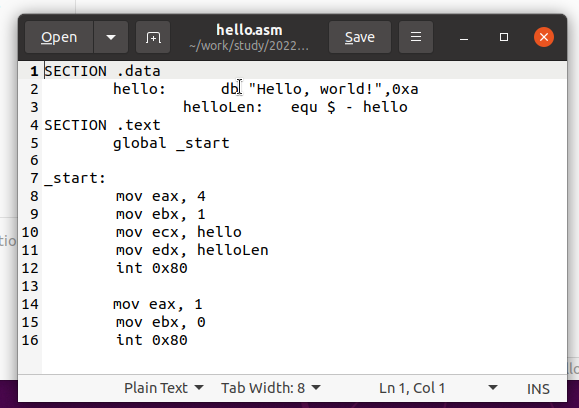 Open
hello.asm
~/work/study/2022...
Save
1 SECTION .data
2 hello: db "Hello, world!",0xa
3 helloLen: equ $ - hello
4 SECTION .text
5 global _start
6
7 _start:
8 mov eax, 4
9 mov ebx, 1
10 mov ecx, hello
11 mov edx, helloLen
12 int 0x80
13
14 mov eax, 1
15 mov ebx, 0
16 int 0x80
Plain Text Tab Width: 8 Ln 1, Col 1 INS